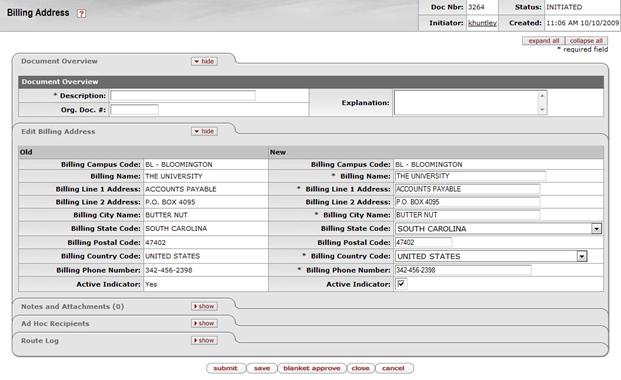 Billing Address ?
Doc Nbr: 3264 Status: INITIATED
Initiator: khuntley Created: 11:06 AM 10/10/2009
expand all collapse all
* required field
Document Overview hide
Document Overview
* Description: Explanation:
Org. Doc. #:
Edit Billing Address hide
Old New
Billing Campus Code: BL - BLOOMINGTON Billing Campus Code: BL - BLOOMINGTON
Billing Name: THE UNIVERSITY * Billing Name: THE UNIVERSITY
Billing Line 1 Address: ACCOUNTS PAYABLE * Billing Line 1 Address: ACCOUNTS PAYABLE
Billing Line 2 Address: P.O. BOX 4095 Billing Line 2 Address: P.O. BOX 4095
Billing City Name: BUTTER NUT * Billing City Name: BUTTER NUT
Billing State Code: SOUTH CAROLINA Billing State Code: SOUTH CAROLINA
Billing Postal Code: 47402 Billing Postal Code: 47402
Billing Country Code: UNITED STATES * Billing Country Code: UNITED STATES
Billing Phone Number: 342-456-2398 * Billing Phone Number: 342-456-2398
Active Indicator: Yes Active Indicator:
Notes and Attachments (0) show
Ad Hoc Recipients show
Route Log show
submit save blanket approve close cancel